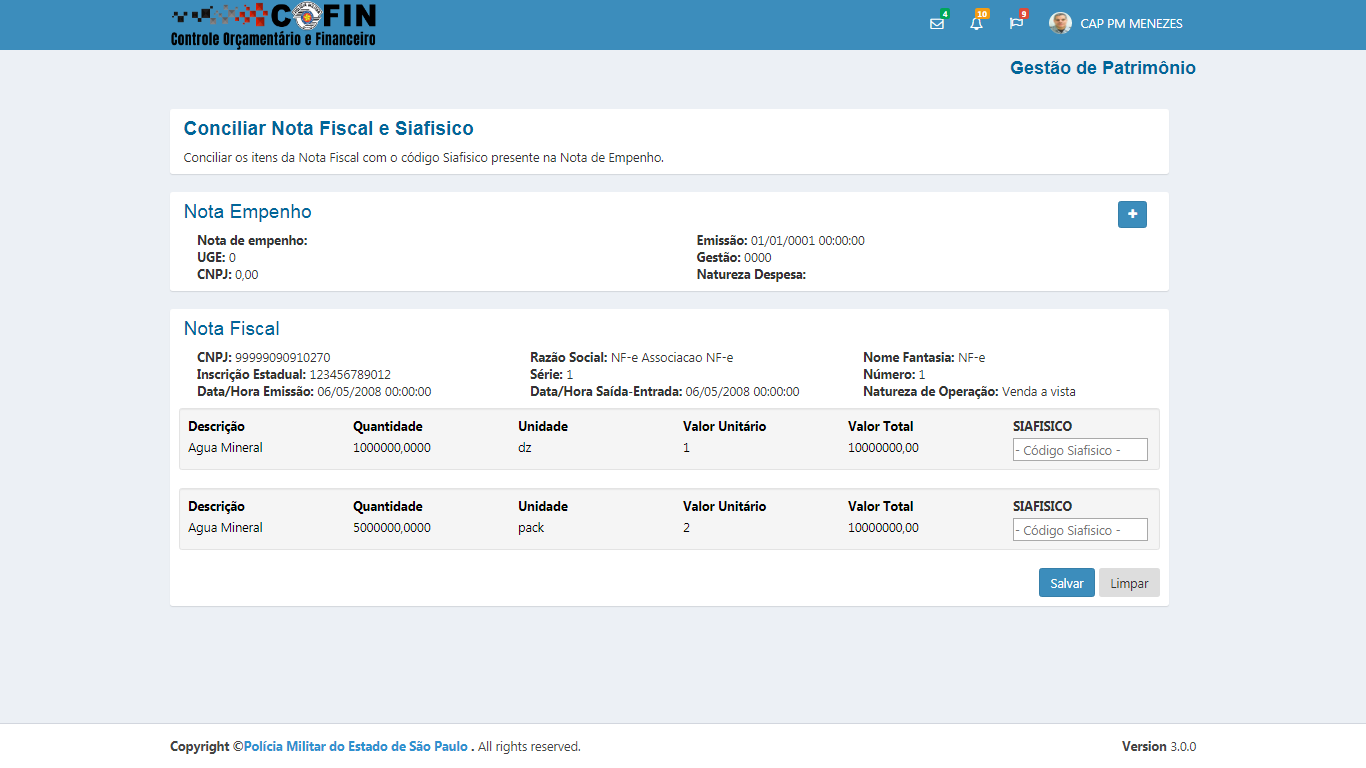 COFIN
Controle Orçamentário e Financeiro
4 10 9 CAP PM MENEZES
Gestão de Patrimônio
Conciliar Nota Fiscal e Siafisico
Conciliar os itens da Nota Fiscal com o código Siafisico presente na Nota de Empenho.
Nota Empenho
Nota de empenho: Emissão: 01/01/0001 00:00:00
UGE: 0 Gestão: 0000
CNPJ: 0,00 Natureza Despesa:
Nota Fiscal
CNPJ: 99999090910270 Razão Social: NF-e Associacao NF-e Nome Fantasia: NF-e
Inscrição Estadual: 123456789012 Série: 1 Número: 1
Data/Hora Emissão: 06/05/2008 00:00:00 Data/Hora Saída-Entrada: 06/05/2008 00:00:00 Natureza de Operação: Venda a vista
Descrição Quantidade Unidade Valor Unitário Valor Total SIAFISICO
Agua Mineral 1000000,0000 dz 1 10000000,00 - Código Siafisico -
Descrição Quantidade Unidade Valor Unitário Valor Total SIAFISICO
Agua Mineral 5000000,0000 pack 2 10000000,00 - Código Siafisico -
Salvar Limpar
Copyright ©Polícia Militar do Estado de São Paulo . All rights reserved. Version 3.0.0